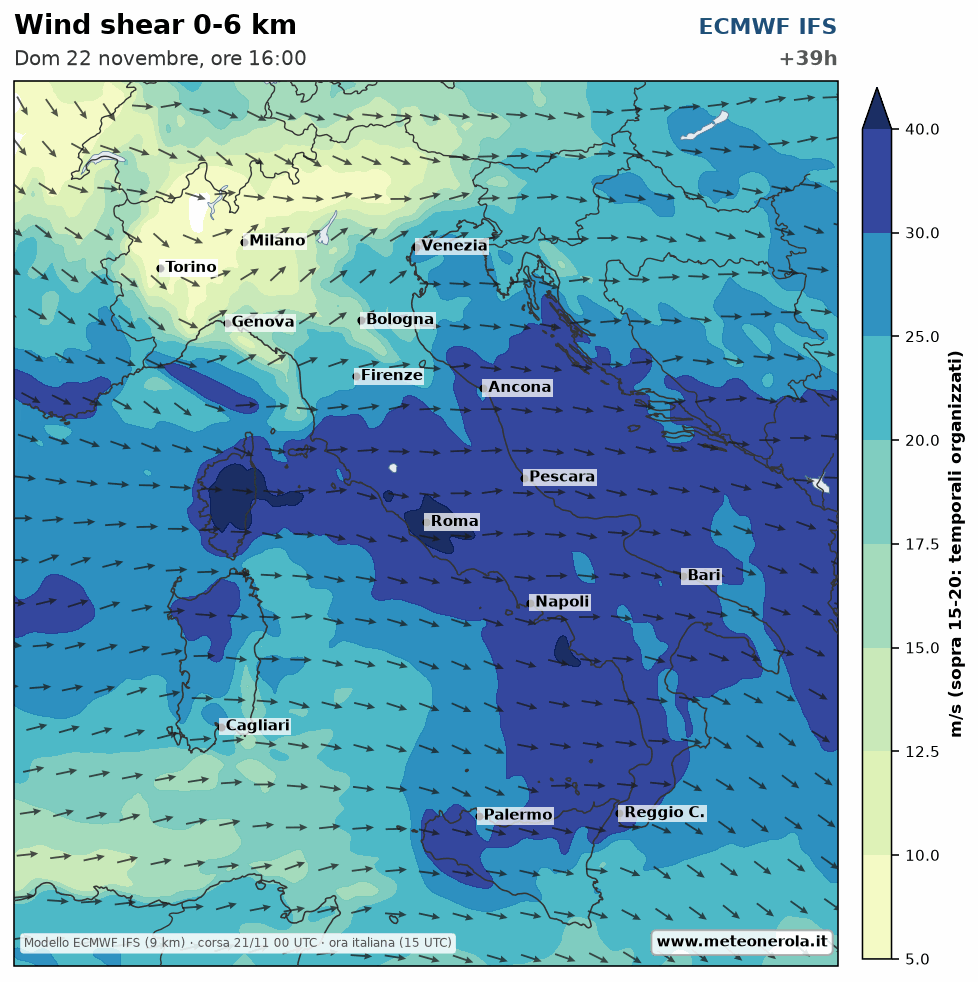 Wind shear 0-6 km
ECMWF IFS
Dom 22 novembre, ore 16:00
+39h
40.0
30.0
25.0
20.0
17.5
15.0
12.5
10.0
5.0
m/s (sopra 15-20: temporali organizzati)
Milano
Venezia
Torino
Genova
Bologna
Firenze
Ancona
Pescara
Roma
Bari
Napoli
Cagliari
Palermo
Reggio C.
Modello ECMWF IFS (9 km) · corsa 21/11 00 UTC · ora italiana (15 UTC)
www.meteonerola.it